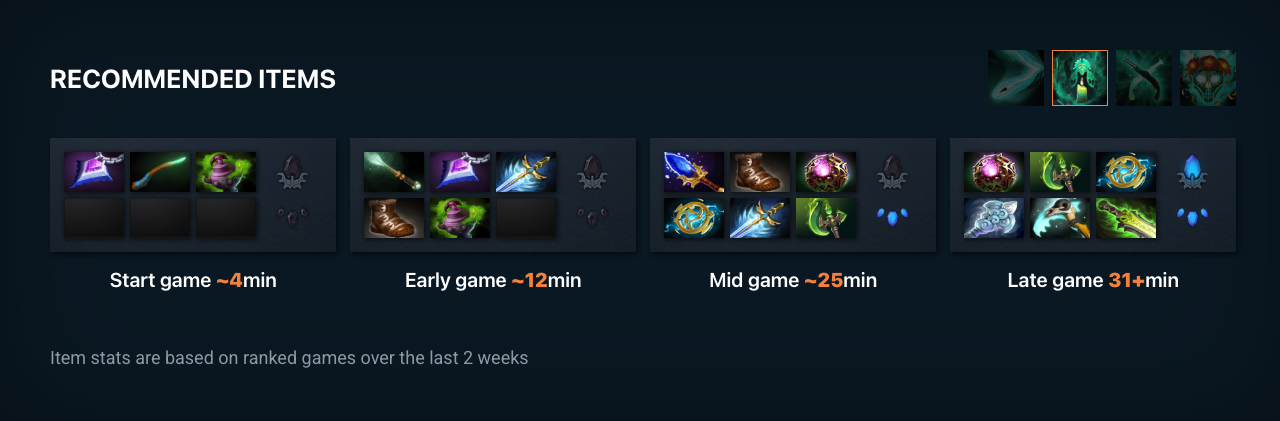 RECOMMENDED ITEMS
Start game ~4min
Early game ~12min
Mid game ~25min
Late game 31+min
Item stats are based on ranked games over the last 2 weeks